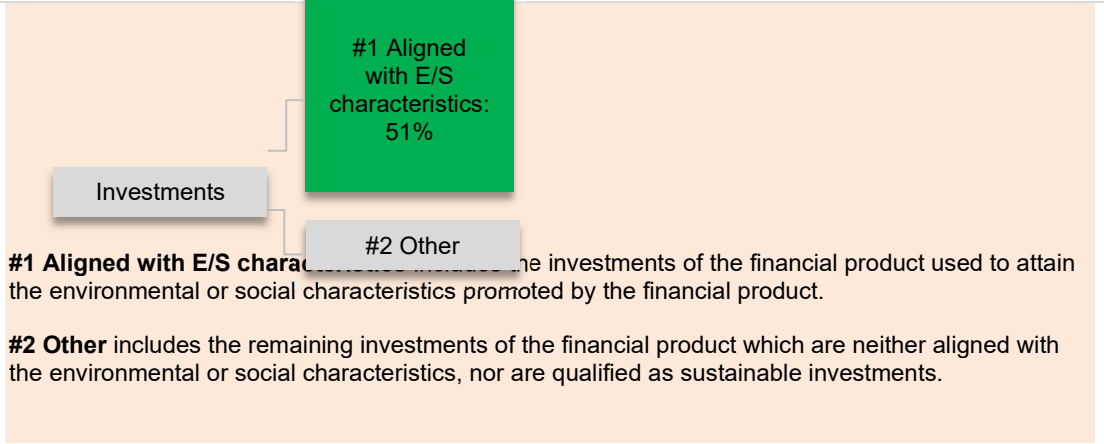 #1 Aligned
with E/S
characteristics:
51%
Investments
#2 Other
#1 Aligned with E/S characteristics includes the investments of the financial product used to attain
the environmental or social characteristics promoted by the financial product.
#2 Other includes the remaining investments of the financial product which are neither aligned with
the environmental or social characteristics, nor are qualified as sustainable investments.